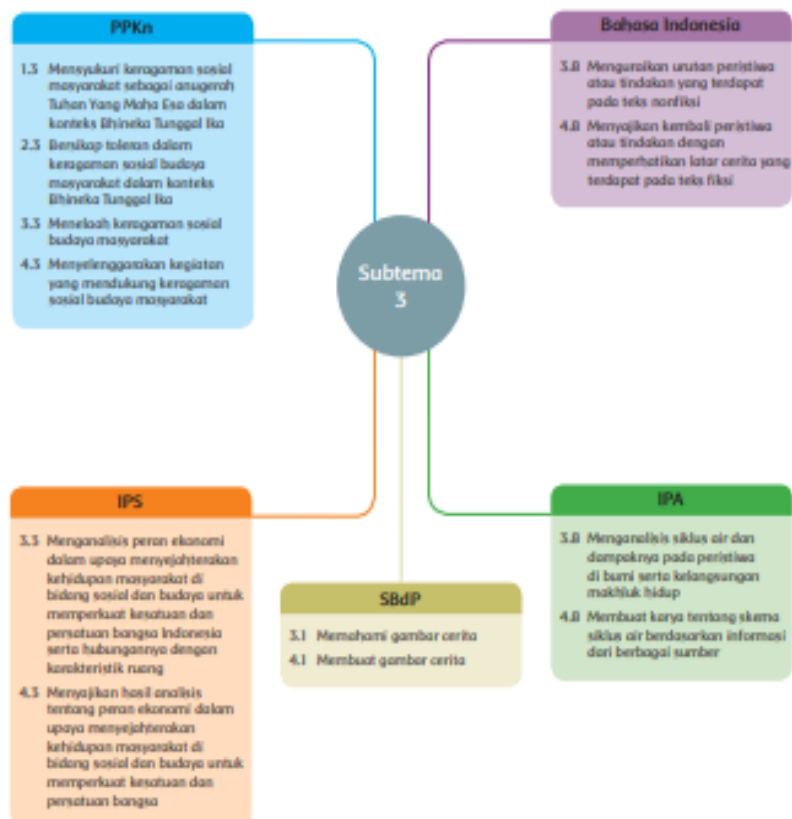 PPKn
1.3 Mensyukuri keragaman sosial
masyarakat sebagai anugerah
Tuhan Yang Maha Esa dalam
konteks Bhineka Tunggal Ika
2.3 Bersikap toleran dalam
keragaman sosial budaya
masyarakat dalam konteks
Bhineka Tunggal Ika
3.3 Menelaah keragaman sosial
budaya masyarakat
4.3 Menyelenggarakan kegiatan
yang mendukung keragaman
sosial budaya masyarakat
Bahasa Indonesia
3.8 Menguraikan urutan peristiwa
atau tindakan yang terdapat
pada teks nonfiksi
4.8 Menyajikan kembali peristiwa
atau tindakan dengan
memperhatikan latar cerita yang
terdapat pada teks fiksi
Subtema
3
IPS
3.3 Menganalisis peran ekonomi
dalam upaya menyejahterakan
kehidupan masyarakat di
bidang sosial dan budaya untuk
memperkuat kesatuan dan
persatuan bangsa Indonesia
serta hubungannya dengan
karakteristik ruang
4.3 Menyajikan hasil analisis
tentang peran ekonomi dalam
upaya menyejahterakan
kehidupan masyarakat di
bidang sosial dan budaya untuk
memperkuat kesatuan dan
persatuan bangsa
SBdP
3.1 Memahami gambar cerita
4.1 Membuat gambar cerita
IPA
3.8 Menganalisis siklus air dan
dampaknya pada peristiwa
di bumi serta kelangsungan
makhluk hidup
4.8 Membuat karya tentang skema
siklus air berdasarkan informasi
dari berbagai sumber